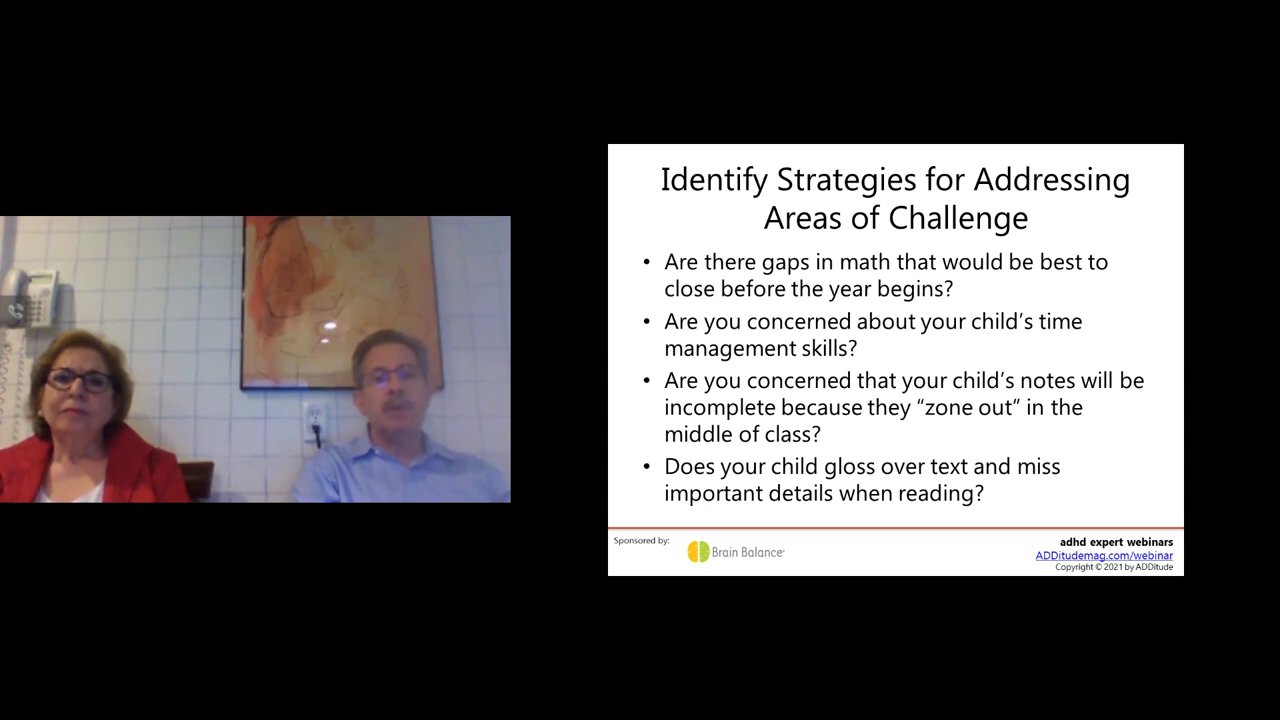 Identify Strategies for Addressing
Areas of Challenge
• Are there gaps in math that would be best to
close before the year begins?
• Are you concerned about your child’s time
management skills?
• Are you concerned that your child’s notes will be
incomplete because they “zone out” in the
middle of class?
• Does your child gloss over text and miss
important details when reading?
Sponsored by:
Brain Balance
adhd expert webinars
ADDitudemag.com/webinar
Copyright © 2021 by ADDitude